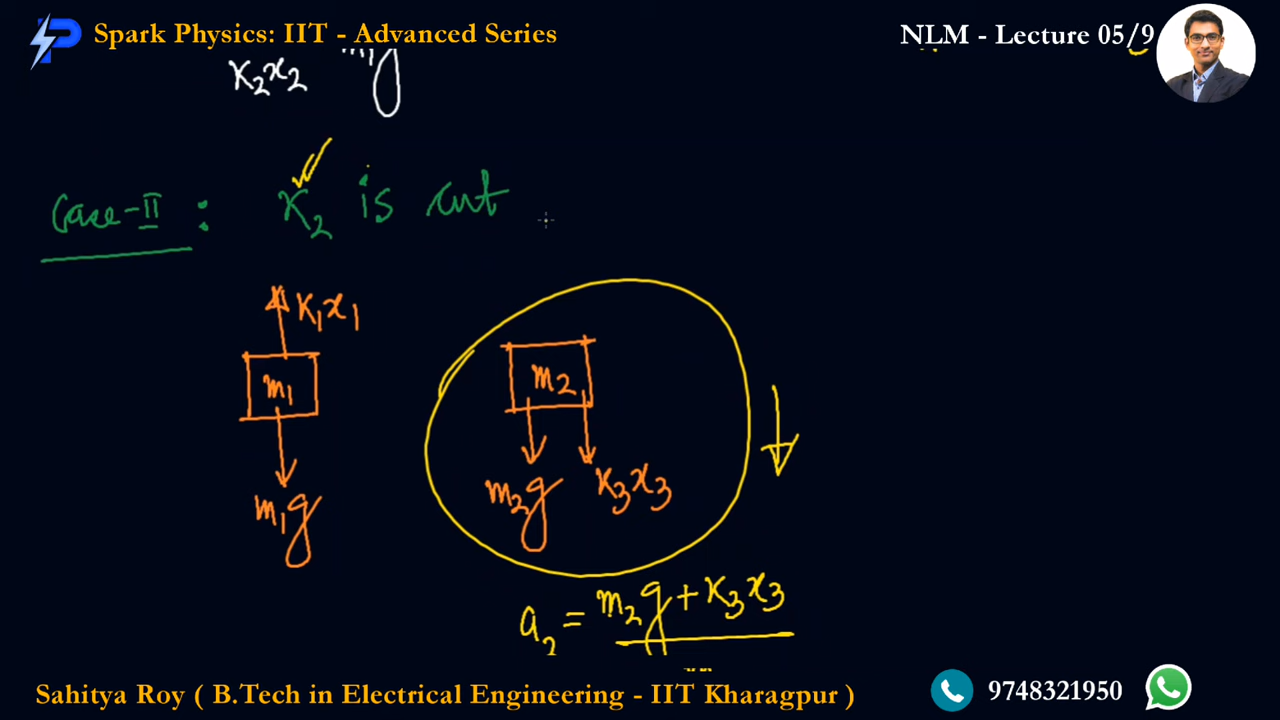 Spark Physics: IIT - Advanced Series
NLM - Lecture 05/9
K₂x₂ m₁g
Case-II : K₂ is cut
K₁x₁
m₁
m₂
m₁g
m₂g K₃x₃
a₂ = m₂g + K₃x₃
Sahitya Roy ( B.Tech in Electrical Engineering - IIT Kharagpur )
9748321950